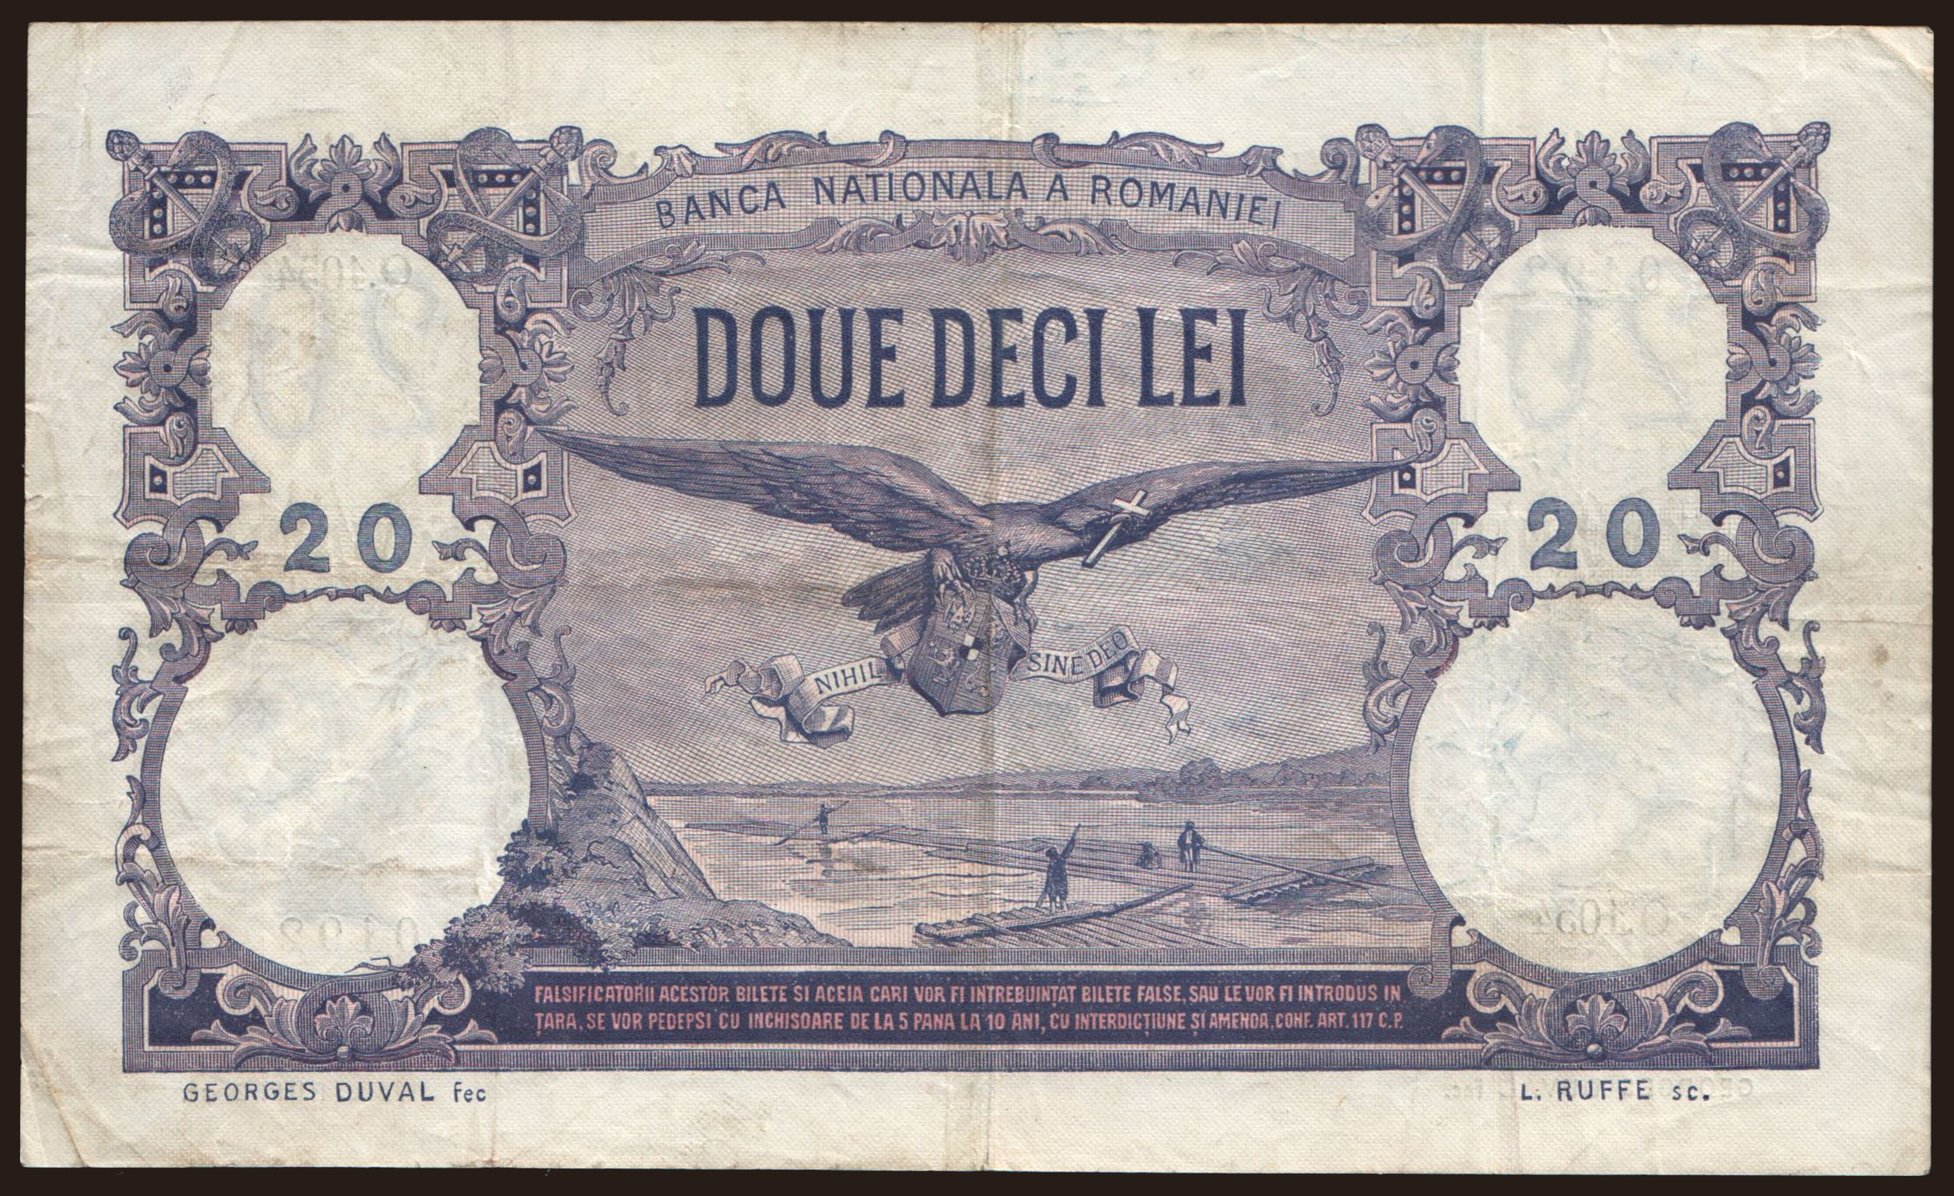 BANCA NATIONALA A ROMANIEI
DOUE DECI LEI
20
20
NIHIL SINE DEO
FALSIFICATORII ACESTOR BILETE SI ACEIA CARI VOR FI INTREBUINȚAT BILETE FALSE, SAU LE VOR FI INTRODUS IN
ȚARA, SE VOR PEDEPSI CU INCHISOARE DE LA 5 PANA LA 10 ANI, CU INTERDICȚIUNE ȘI AMENDA, CONF. ART. 117 C.P.
GEORGES DUVAL fec
L. RUFFE sc.